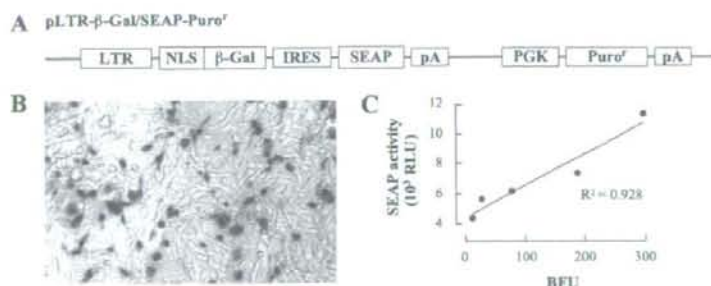 A pLTR-β-Gal/SEAP-Puroʳ
LTR NLS β-Gal IRES SEAP pA PGK Puroʳ pA
B
C
SEAP activity
(10³ RLU)
12
10
8
6
4
R² = 0.928
0 100 200 300
BFU